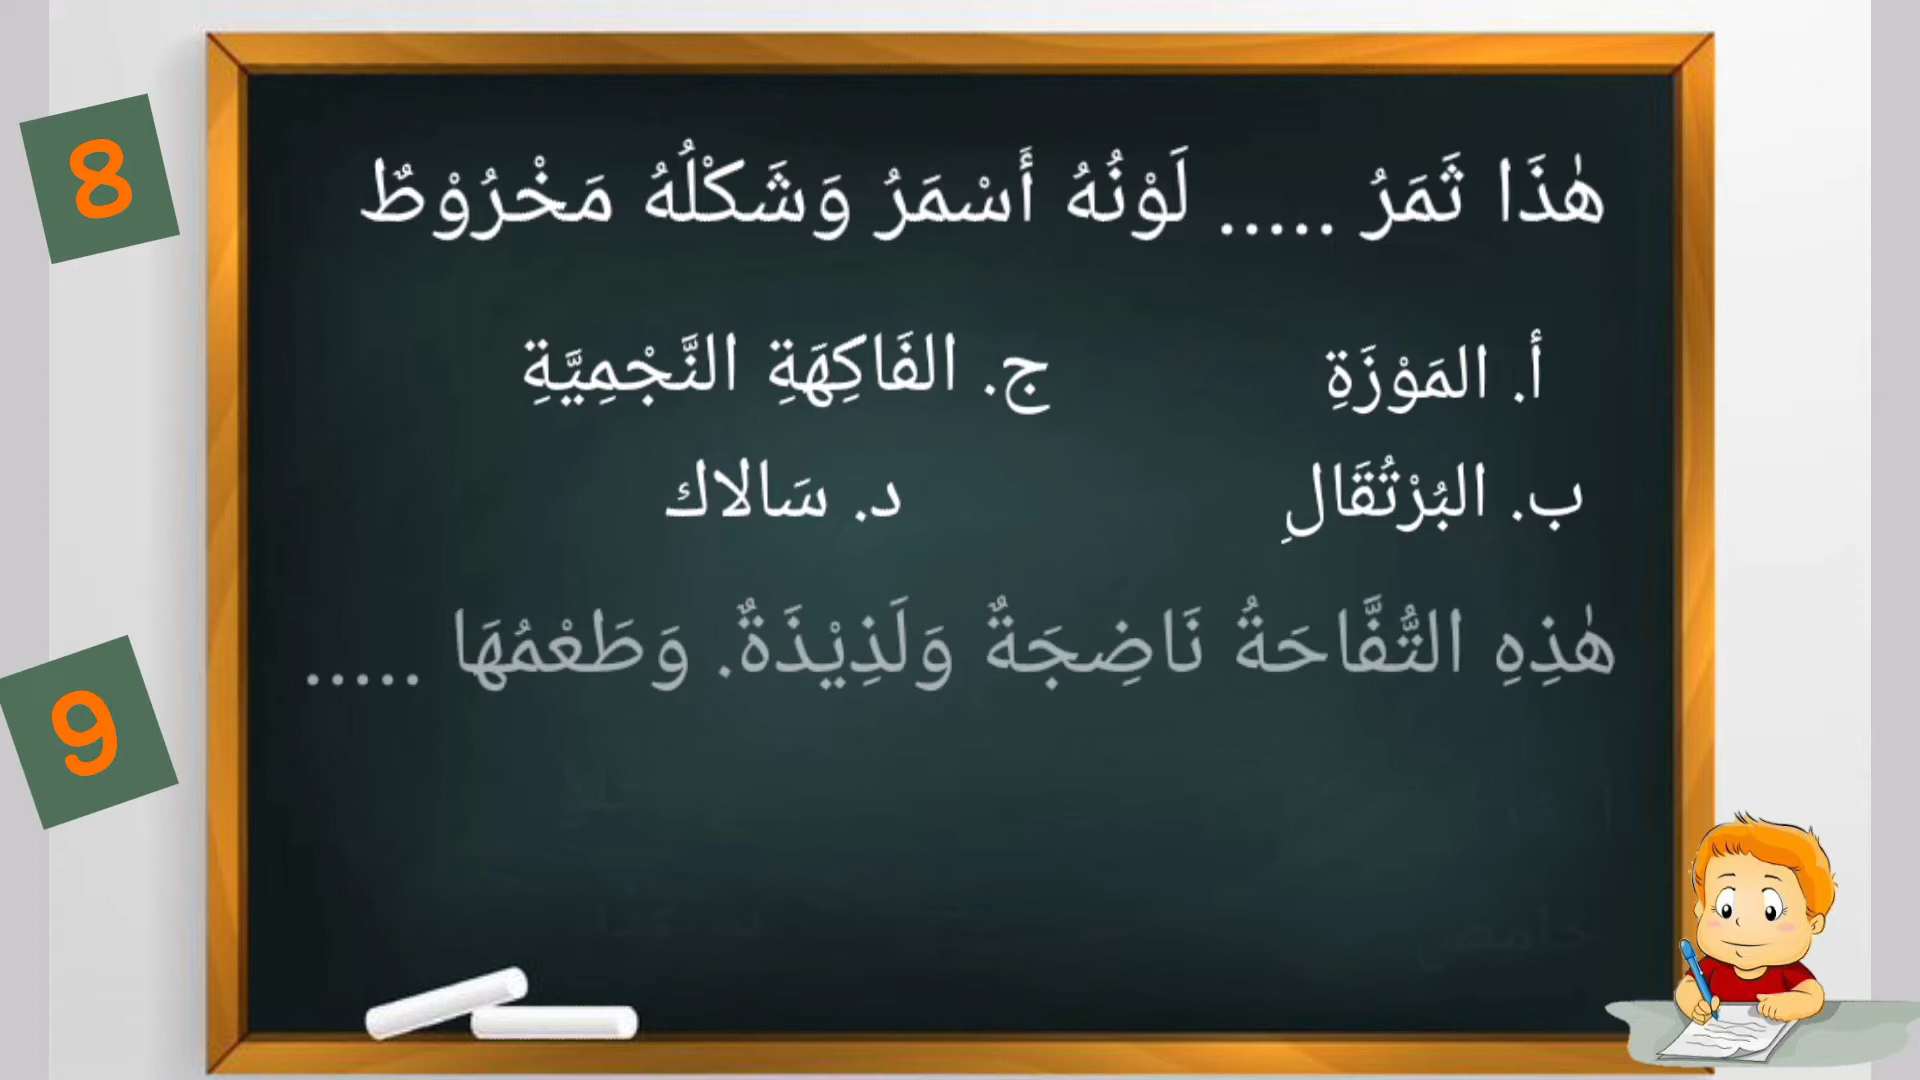 8
هٰذَا ثَمَرُ ..... لَوْنُهُ أَسْمَرُ وَشَكْلُهُ مَخْرُوْطٌ
أ. المَوْزَةِ
ج. الفَاكِهَةِ النَّجْمِيَّةِ
ب. البُرْتُقَالِ
د. سَالاك
9
هٰذِهِ التُّفَّاحَةُ نَاضِجَةٌ وَلَذِيْذَةٌ. وَطَعْمُهَا .....